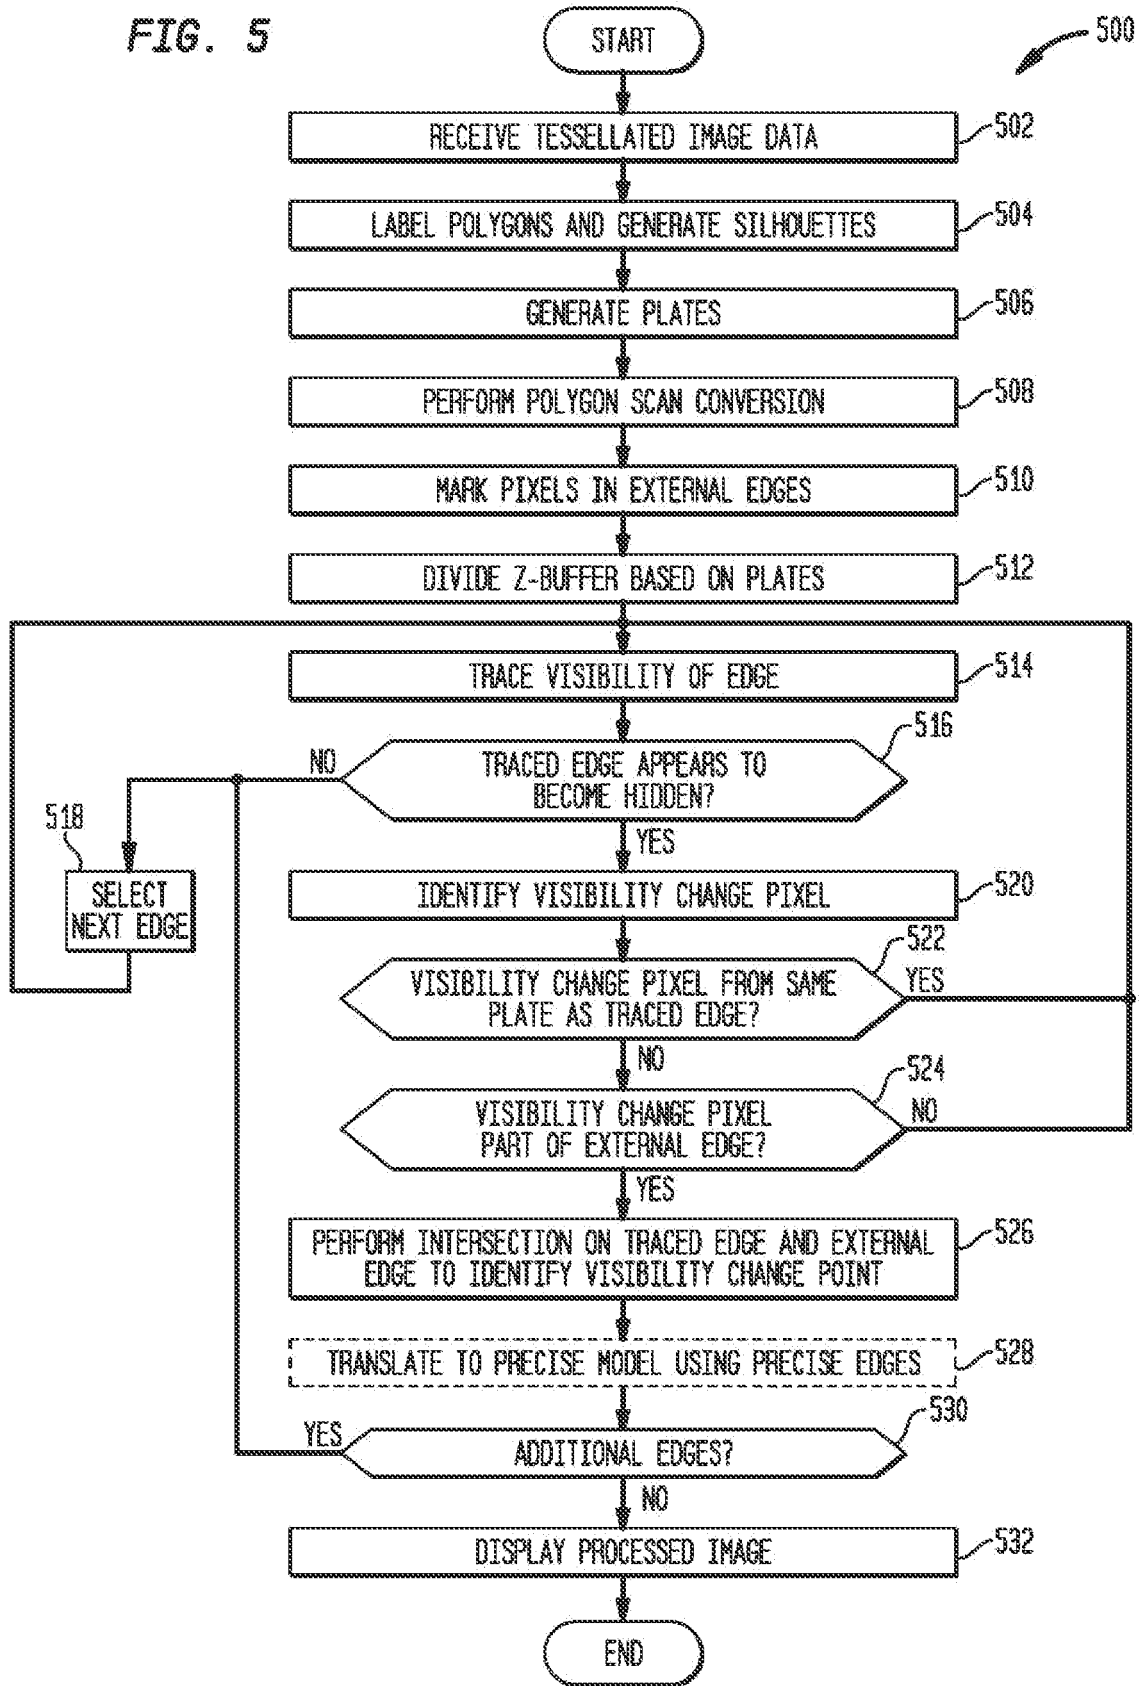 FIG. 5
START
500
RECEIVE TESSELLATED IMAGE DATA
502
LABEL POLYGONS AND GENERATE SILHOUETTES
504
GENERATE PLATES
506
PERFORM POLYGON SCAN CONVERSION
508
MARK PIXELS IN EXTERNAL EDGES
510
DIVIDE Z-BUFFER BASED ON PLATES
512
TRACE VISIBILITY OF EDGE
514
516
NO
TRACED EDGE APPEARS TO
BECOME HIDDEN?
YES
518
SELECT
NEXT EDGE
IDENTIFY VISIBILITY CHANGE PIXEL
520
522
VISIBILITY CHANGE PIXEL FROM SAME
PLATE AS TRACED EDGE?
YES
NO
524
VISIBILITY CHANGE PIXEL
PART OF EXTERNAL EDGE?
NO
YES
PERFORM INTERSECTION ON TRACED EDGE AND EXTERNAL
EDGE TO IDENTIFY VISIBILITY CHANGE POINT
526
TRANSLATE TO PRECISE MODEL USING PRECISE EDGES
528
530
YES
ADDITIONAL EDGES?
NO
DISPLAY PROCESSED IMAGE
532
END